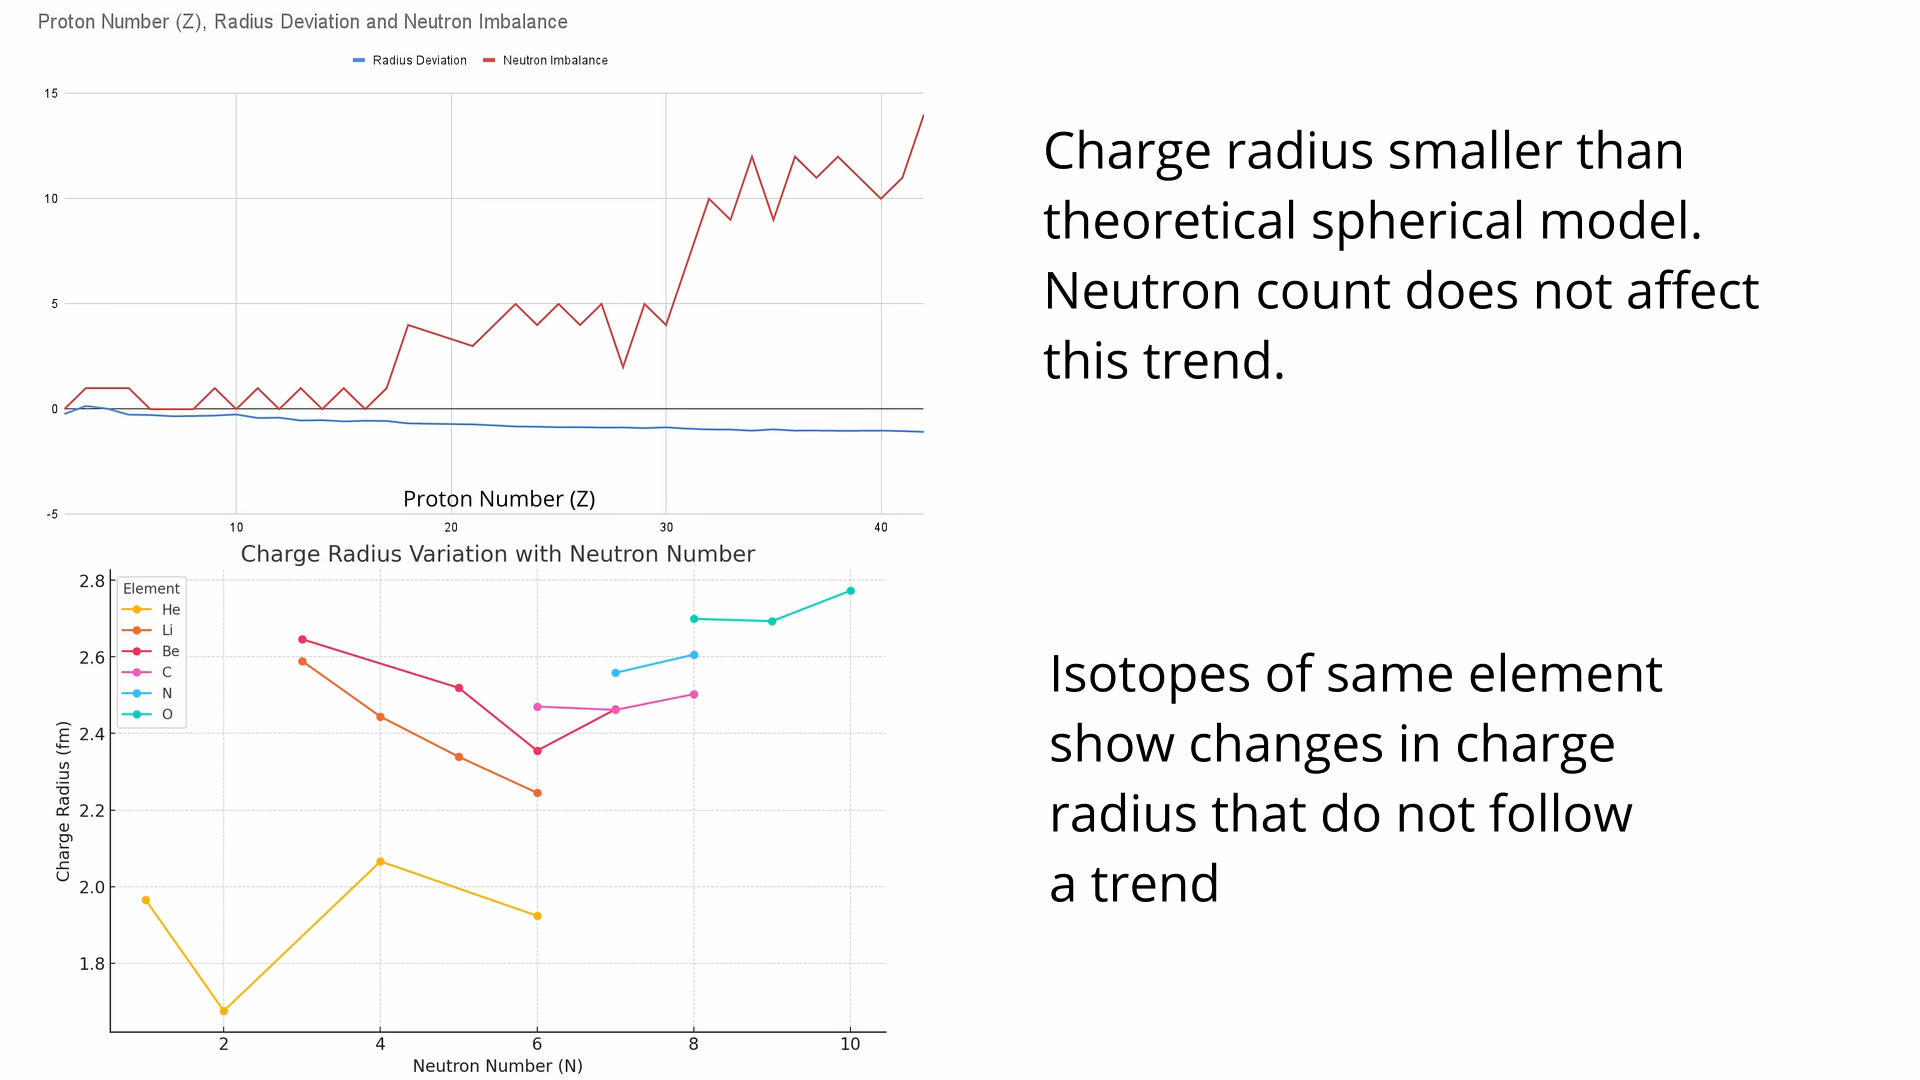 Proton Number (Z), Radius Deviation and Neutron Imbalance
Radius Deviation Neutron Imbalance
15
10
5
0
-5
Proton Number (Z)
10 20 30 40
Charge radius smaller than
theoretical spherical model.
Neutron count does not affect
this trend.
Charge Radius Variation with Neutron Number
Element
He
Li
Be
C
N
O
Charge Radius (fm)
2.8
2.6
2.4
2.2
2.0
1.8
2 4 6 8 10
Neutron Number (N)
Isotopes of same element
show changes in charge
radius that do not follow
a trend